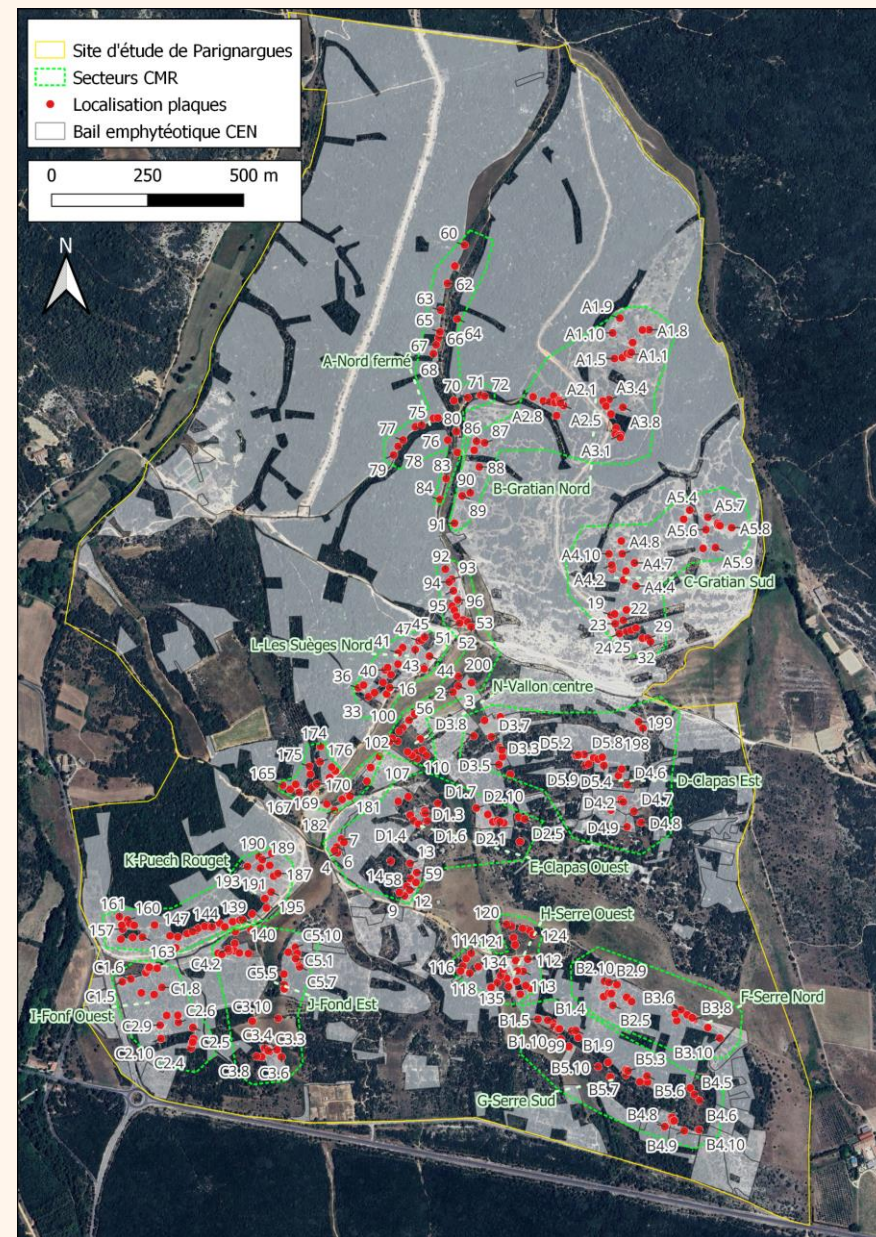 Site d'étude de Parignargues
Secteurs CMR
Localisation plaques
Bail emphytéotique CEN
0 250 500 m
N
60
62
63
65
64
66
67
68
A-Nord fermé
A1.9
A1.10
A1.8
A1.5
A1.1
70
71
72
A2.1
A3.4
A2.8
A2.5
A3.8
A3.1
75
80
77
76
86
87
78
79
83
88
84
90
B-Gratian Nord
89
91
A5.4
A5.7
A5.6
A5.8
A4.8
A4.10
A5.9
A4.7
A4.2
A4.4
C-Gratian Sud
92
93
94
95
96
19
22
23
24
25
29
32
53
52
51
45
47
41
L-Les Suèges Nord
43
44
200
40
36
16
2
3
N-Vallon centre
33
100
56
D3.8
D3.7
199
198
102
D3.3
D5.2
D5.8
D3.5
110
174
175
176
D5.9
D5.4
D4.6
D-Clapas Est
165
170
107
D1.7
D2.10
D4.2
D4.7
167
169
181
D1.3
D4.9
D4.8
182
D1.4
D1.6
D2.1
D2.5
E-Clapas Ouest
7
6
4
13
14
58
59
9
12
190
189
K-Puech Rouget
193
187
191
195
161
160
157
147
144
139
163
140
120
H-Serre Ouest
121
124
114
134
112
116
118
135
113
C5.10
C4.2
C5.1
C1.6
C5.5
C5.7
C1.5
C1.8
J-Fond Est
I-Fonf Ouest
C3.10
C2.6
C2.9
C3.4
C3.3
C2.5
C2.10
C2.4
C3.8
C3.6
B2.10
B2.9
B3.6
B3.8
F-Serre Nord
B1.4
B2.5
B1.5
B3.10
B1.10
99
B1.9
B5.10
B5.3
B4.5
B5.7
B5.6
G-Serre Sud
B4.8
B4.6
B4.9
B4.10